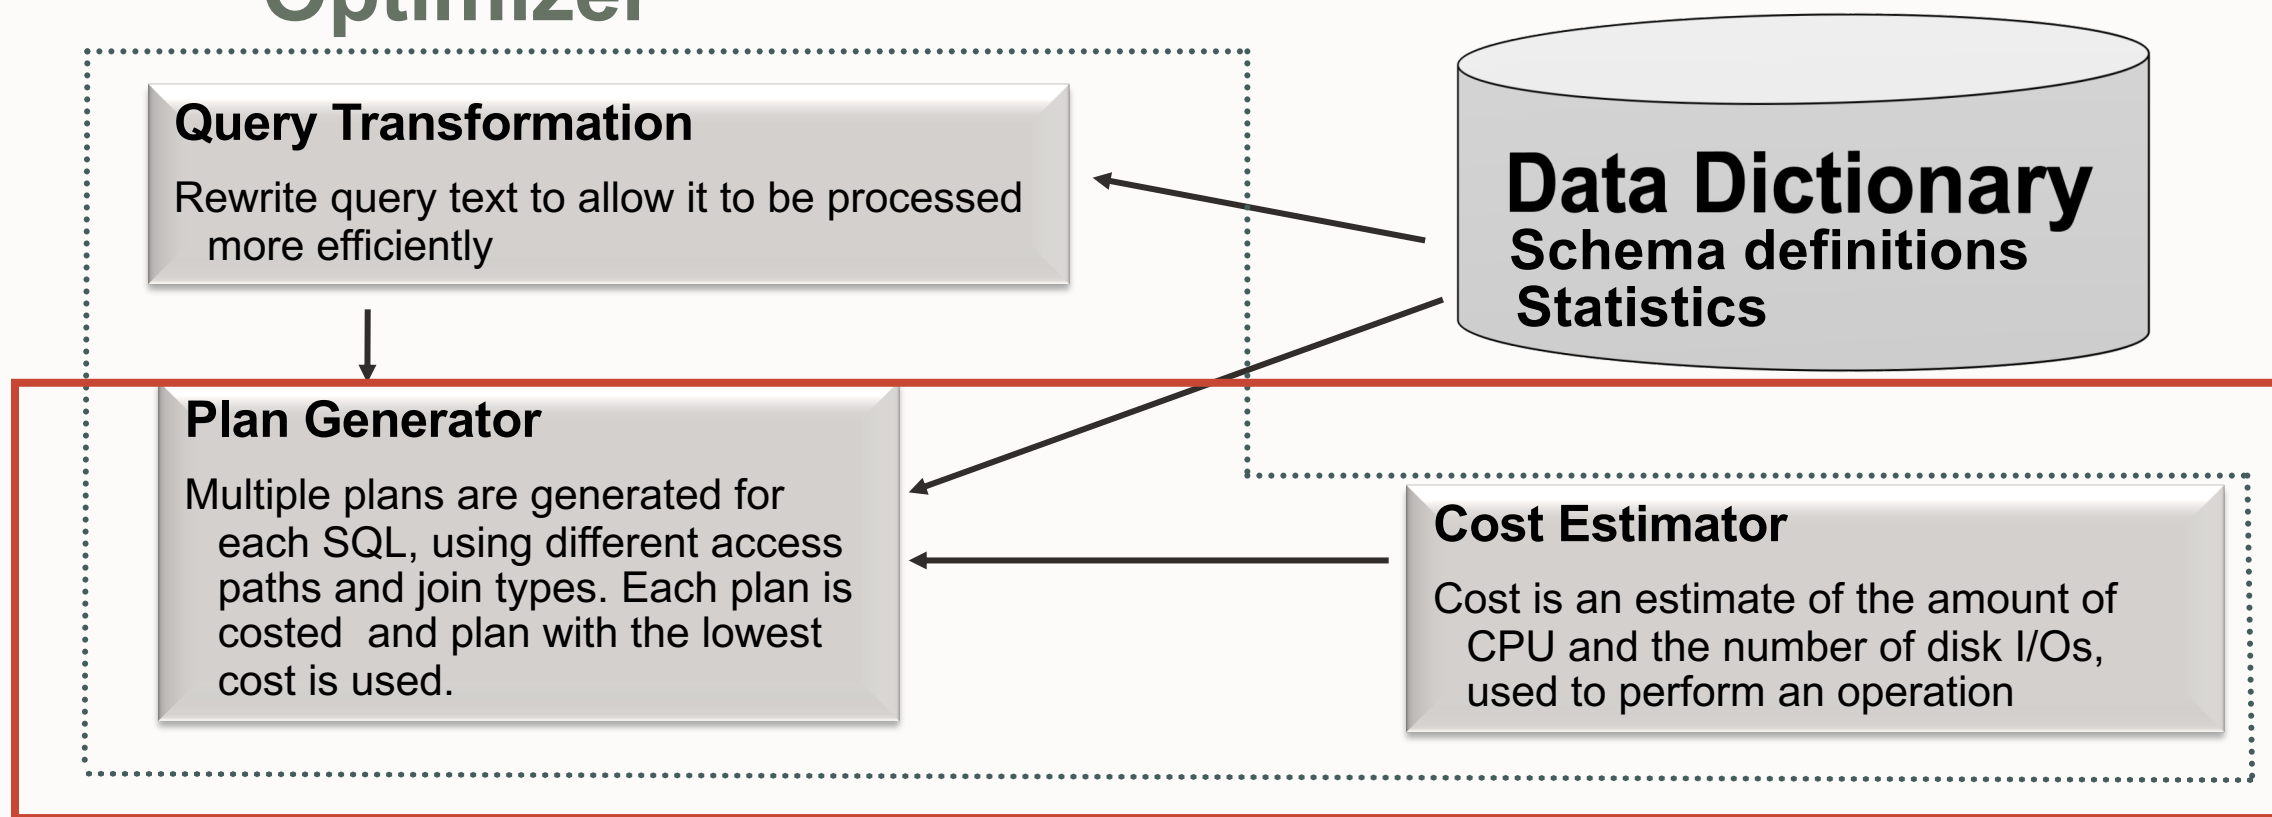 Optimizer
Query Transformation
Rewrite query text to allow it to be processed
more efficiently
Data Dictionary
Schema definitions
Statistics
Plan Generator
Multiple plans are generated for
each SQL, using different access
paths and join types. Each plan is
costed  and plan with the lowest
cost is used.
Cost Estimator
Cost is an estimate of the amount of
CPU and the number of disk I/Os,
used to perform an operation